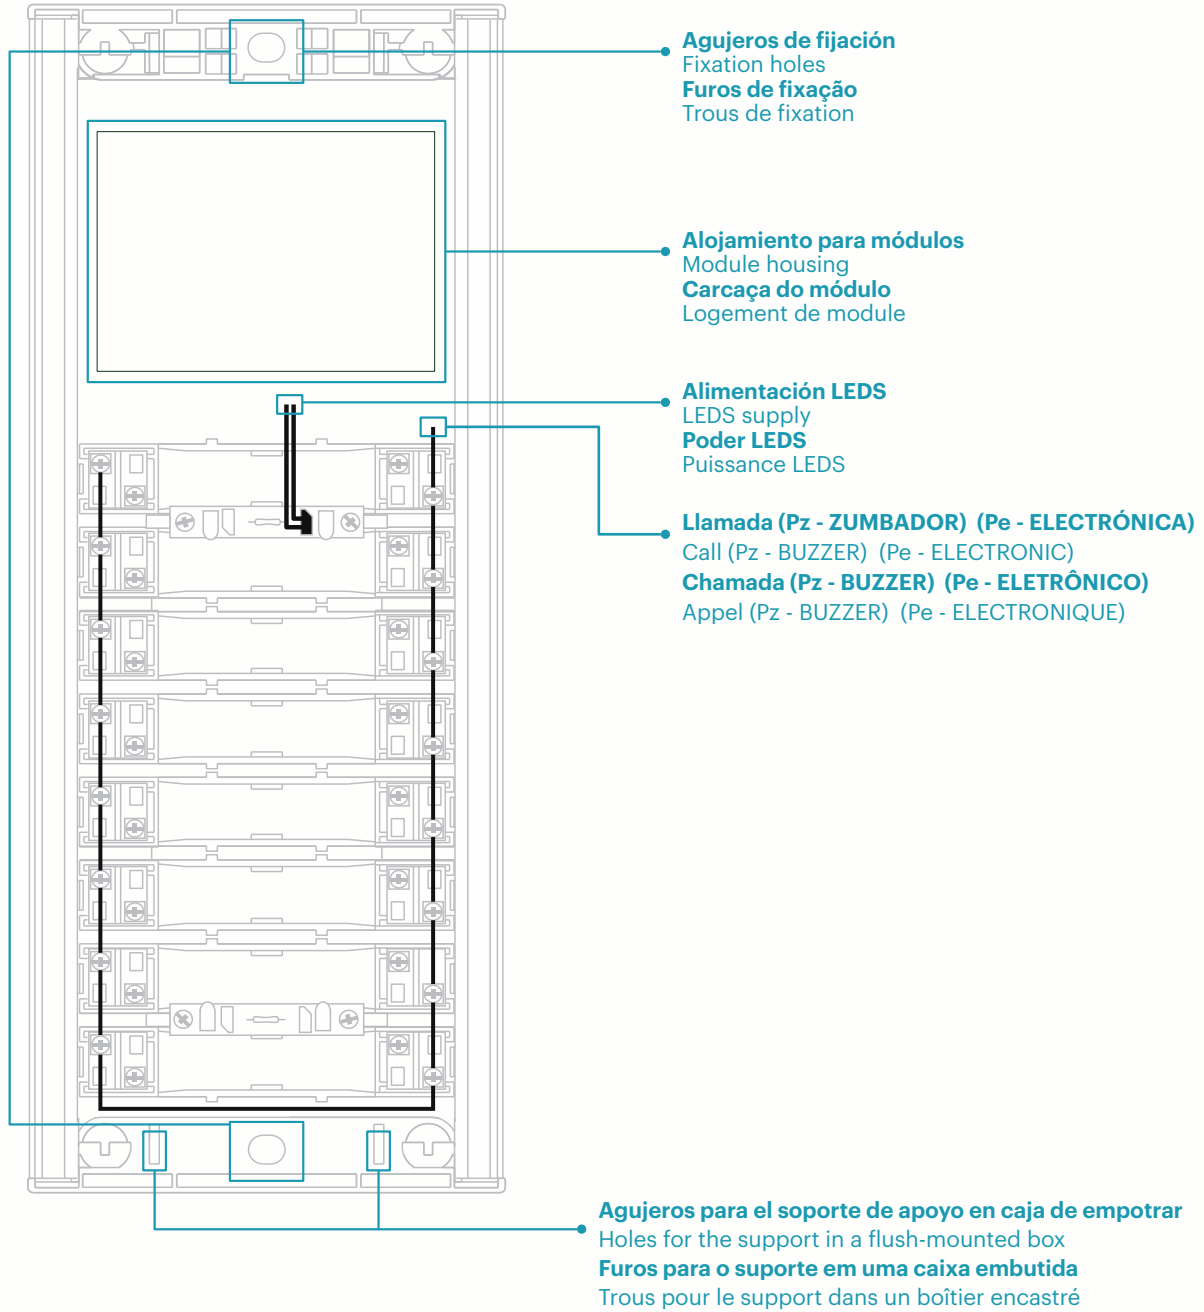 Agujeros de fijación
Fixation holes
Furos de fixação
Trous de fixation
Alojamiento para módulos
Module housing
Carcaça do módulo
Logement de module
Alimentación LEDS
LEDS supply
Poder LEDS
Puissance LEDS
Llamada (Pz - ZUMBADOR) (Pe - ELECTRÓNICA)
Call (Pz - BUZZER) (Pe - ELECTRONIC)
Chamada (Pz - BUZZER) (Pe - ELETRÔNICO)
Appel (Pz - BUZZER) (Pe - ELECTRONIQUE)
Agujeros para el soporte de apoyo en caja de empotrar
Holes for the support in a flush-mounted box
Furos para o suporte em uma caixa embutida
Trous pour le support dans un boîtier encastré